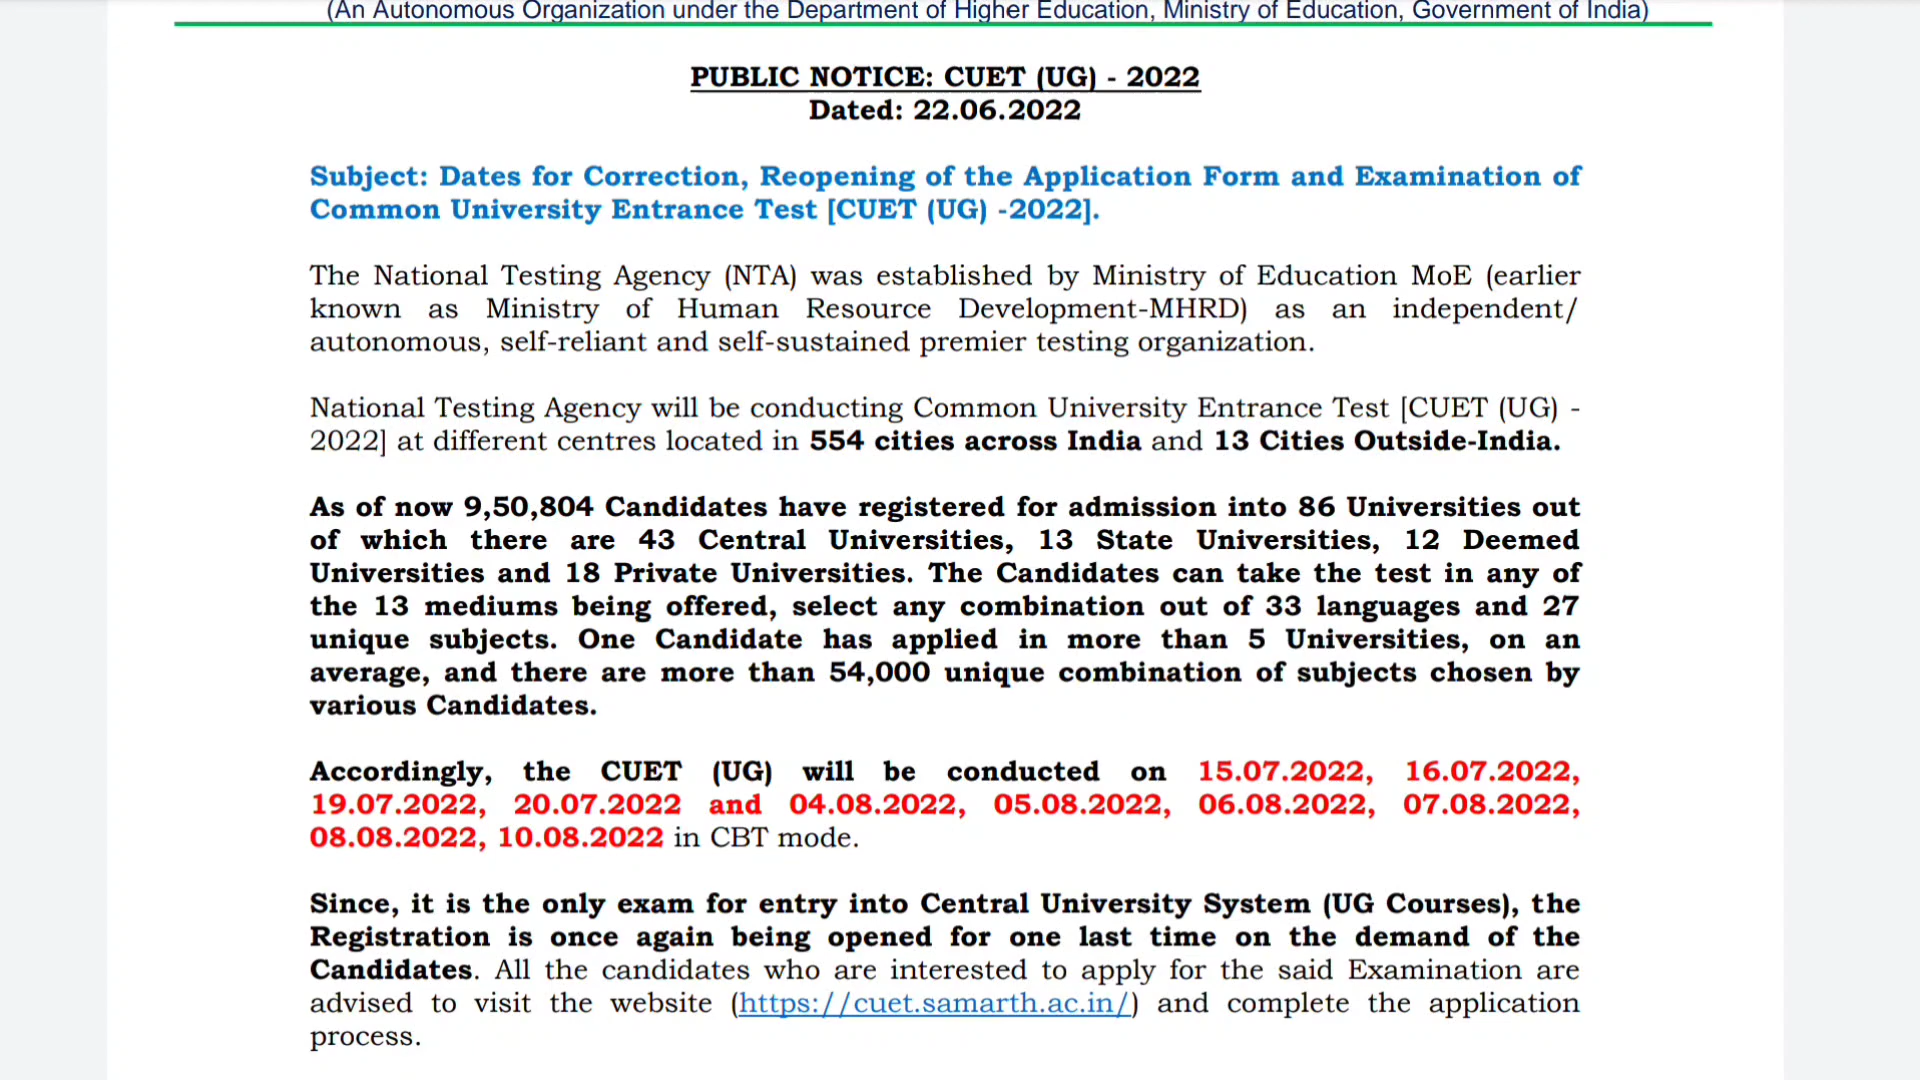 (An Autonomous Organization under the Department of Higher Education, Ministry of Education, Government of India)
PUBLIC NOTICE: CUET (UG) - 2022
Dated: 22.06.2022
Subject: Dates for Correction, Reopening of the Application Form and Examination of
Common University Entrance Test [CUET (UG) -2022].
The National Testing Agency (NTA) was established by Ministry of Education MoE (earlier
known as Ministry of Human Resource Development-MHRD) as an independent/
autonomous, self-reliant and self-sustained premier testing organization.
National Testing Agency will be conducting Common University Entrance Test [CUET (UG) -
2022] at different centres located in 554 cities across India and 13 Cities Outside-India.
As of now 9,50,804 Candidates have registered for admission into 86 Universities out
of which there are 43 Central Universities, 13 State Universities, 12 Deemed
Universities and 18 Private Universities. The Candidates can take the test in any of
the 13 mediums being offered, select any combination out of 33 languages and 27
unique subjects. One Candidate has applied in more than 5 Universities, on an
average, and there are more than 54,000 unique combination of subjects chosen by
various Candidates.
Accordingly, the CUET (UG) will be conducted on 15.07.2022, 16.07.2022,
19.07.2022, 20.07.2022 and 04.08.2022, 05.08.2022, 06.08.2022, 07.08.2022,
08.08.2022, 10.08.2022 in CBT mode.
Since, it is the only exam for entry into Central University System (UG Courses), the
Registration is once again being opened for one last time on the demand of the
Candidates. All the candidates who are interested to apply for the said Examination are
advised to visit the website (https://cuet.samarth.ac.in/) and complete the application
process.